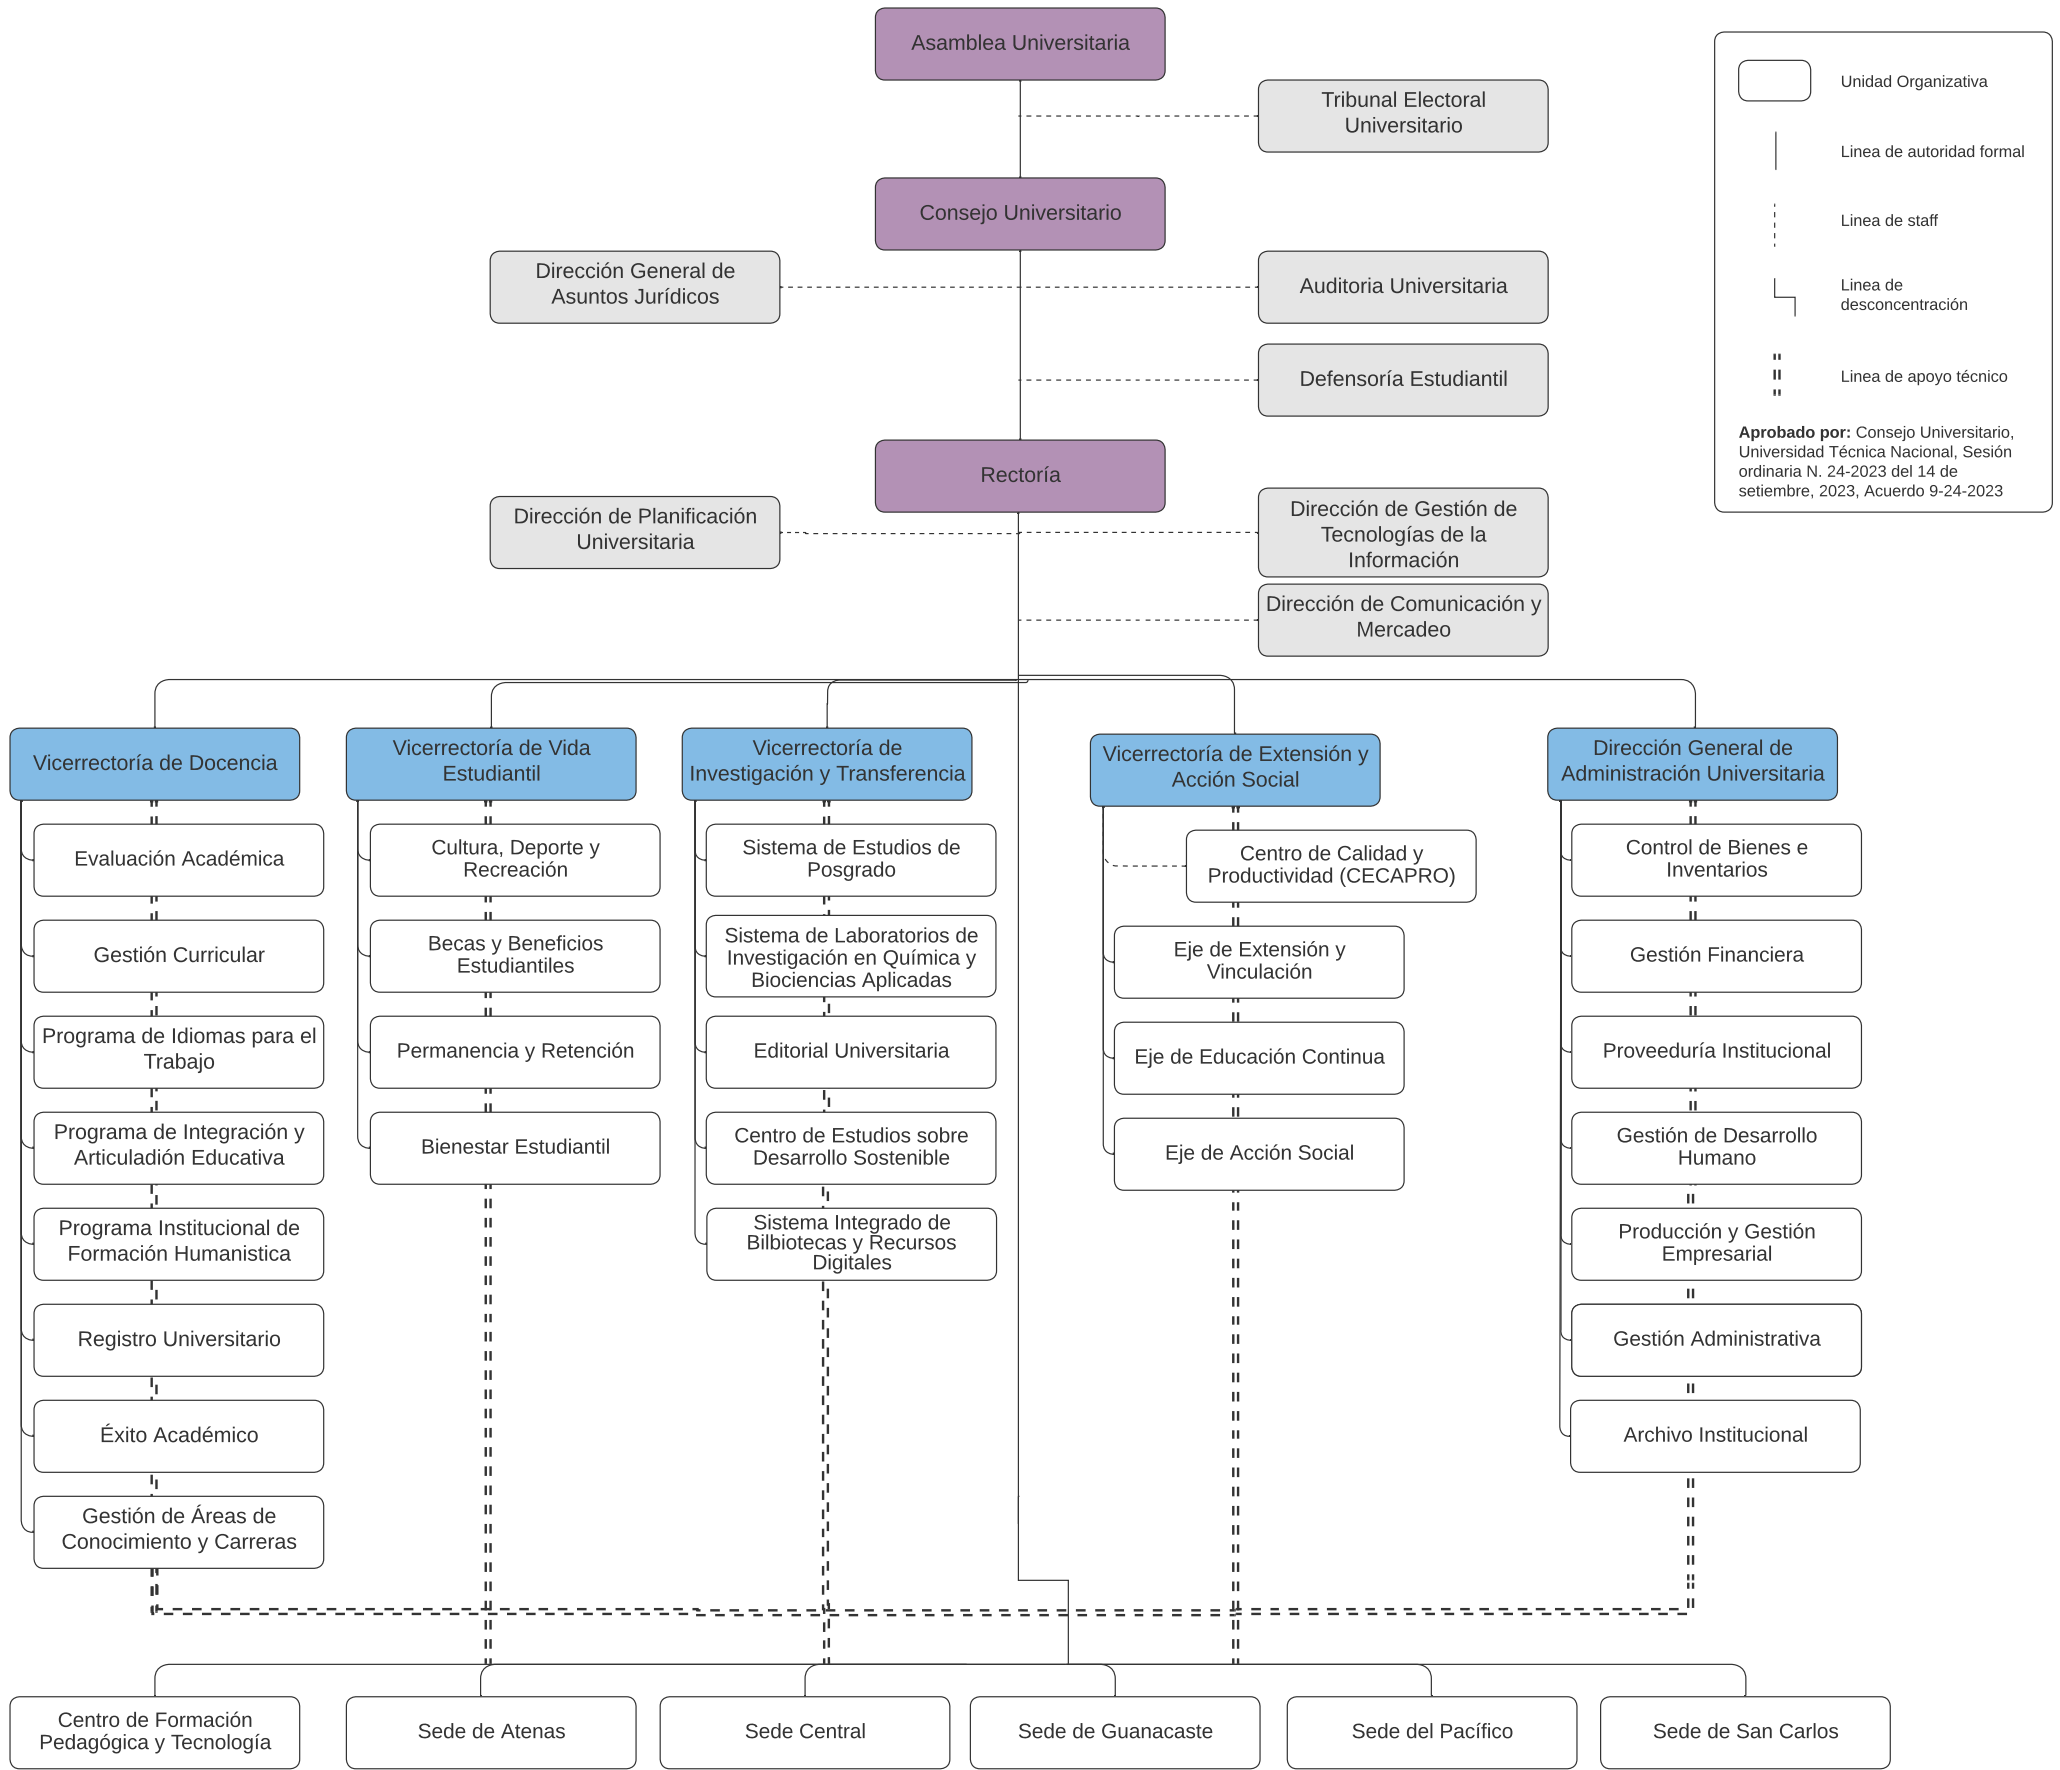 Asamblea Universitaria
Tribunal Electoral
Universitario
Consejo Universitario
Dirección General de
Asuntos Jurídicos
Auditoria Universitaria
Defensoría Estudiantil
Rectoría
Dirección de Planificación
Universitaria
Dirección de Gestión de
Tecnologías de la
Información
Dirección de Comunicación y
Mercadeo
Unidad Organizativa
Linea de autoridad formal
Linea de staff
Linea de
desconcentración
Linea de apoyo técnico
Aprobado por: Consejo Universitario,
Universidad Técnica Nacional, Sesión
ordinaria N. 24-2023 del 14 de
setiembre, 2023, Acuerdo 9-24-2023
Vicerrectoría de Docencia
Evaluación Académica
Gestión Curricular
Programa de Idiomas para el
Trabajo
Programa de Integración y
Articuladión Educativa
Programa Institucional de
Formación Humanistica
Registro Universitario
Éxito Académico
Gestión de Áreas de
Conocimiento y Carreras
Vicerrectoría de Vida
Estudiantil
Cultura, Deporte y
Recreación
Becas y Beneficios
Estudiantiles
Permanencia y Retención
Bienestar Estudiantil
Vicerrectoría de
Investigación y Transferencia
Sistema de Estudios de
Posgrado
Sistema de Laboratorios de
Investigación en Química y
Biociencias Aplicadas
Editorial Universitaria
Centro de Estudios sobre
Desarrollo Sostenible
Sistema Integrado de
Bilbiotecas y Recursos
Digitales
Vicerrectoría de Extensión y
Acción Social
Centro de Calidad y
Productividad (CECAPRO)
Eje de Extensión y
Vinculación
Eje de Educación Continua
Eje de Acción Social
Dirección General de
Administración Universitaria
Control de Bienes e
Inventarios
Gestión Financiera
Proveeduría Institucional
Gestión de Desarrollo
Humano
Producción y Gestión
Empresarial
Gestión Administrativa
Archivo Institucional
Centro de Formación
Pedagógica y Tecnología
Sede de Atenas
Sede Central
Sede de Guanacaste
Sede del Pacífico
Sede de San Carlos